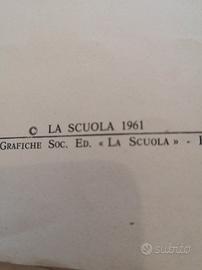 © LA SCUOLA 1961
GRAFICHE SOC. ED. « LA SCUOLA » -
subito